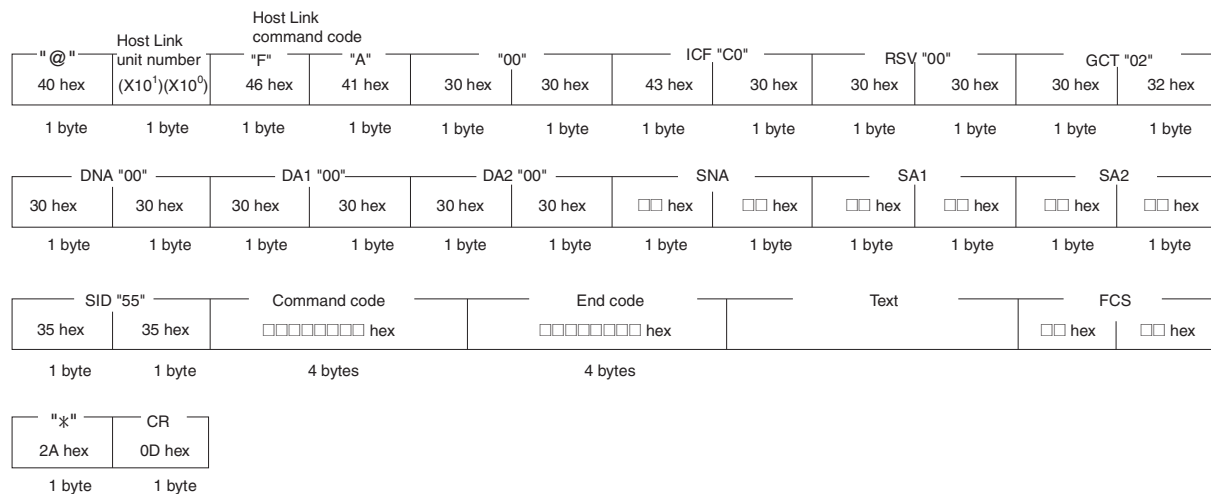 Host Link
command code
"@" Host Link
unit number "F" "A" "00" ICF "C0" RSV "00" GCT "02"
40 hex (X10¹)(X10⁰) 46 hex 41 hex 30 hex 30 hex 43 hex 30 hex 30 hex 30 hex 30 hex 32 hex
1 byte 1 byte 1 byte 1 byte 1 byte 1 byte 1 byte 1 byte 1 byte 1 byte 1 byte 1 byte
DNA "00" DA1 "00" DA2 "00" SNA SA1 SA2
30 hex 30 hex 30 hex 30 hex 30 hex 30 hex □□ hex □□ hex □□ hex □□ hex □□ hex □□ hex
1 byte 1 byte 1 byte 1 byte 1 byte 1 byte 1 byte 1 byte 1 byte 1 byte 1 byte 1 byte
SID "55" Command code End code Text FCS
35 hex 35 hex □□□□□□□□ hex □□□□□□□□ hex □□ hex □□ hex
1 byte 1 byte 4 bytes 4 bytes 1 byte 1 byte
"*" CR
2A hex 0D hex
1 byte 1 byte